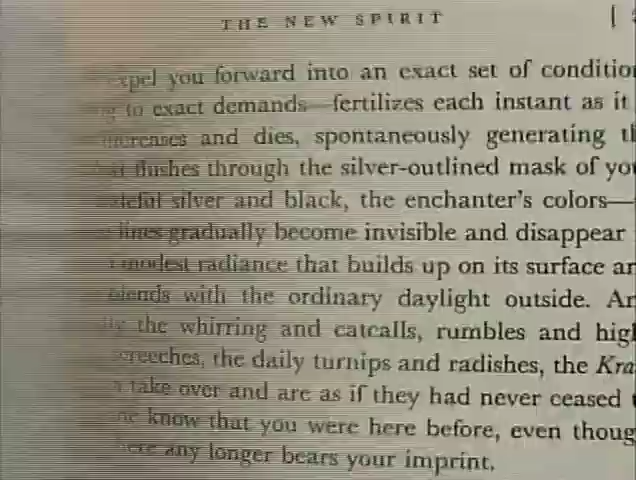 THE NEW SPIRIT [
expel you forward into an exact set of condition
to exact demands—fertilizes each instant as it
increases and dies, spontaneously generating th
flushes through the silver-outlined mask of you
silver and black, the enchanter's colors—
lines gradually become invisible and disappear
modest radiance that builds up on its surface an
blends with the ordinary daylight outside. An
the whirring and catcalls, rumbles and high
screeches, the daily turnips and radishes, the Kra
take over and are as if they had never ceased
know that you were here before, even though
any longer bears your imprint.